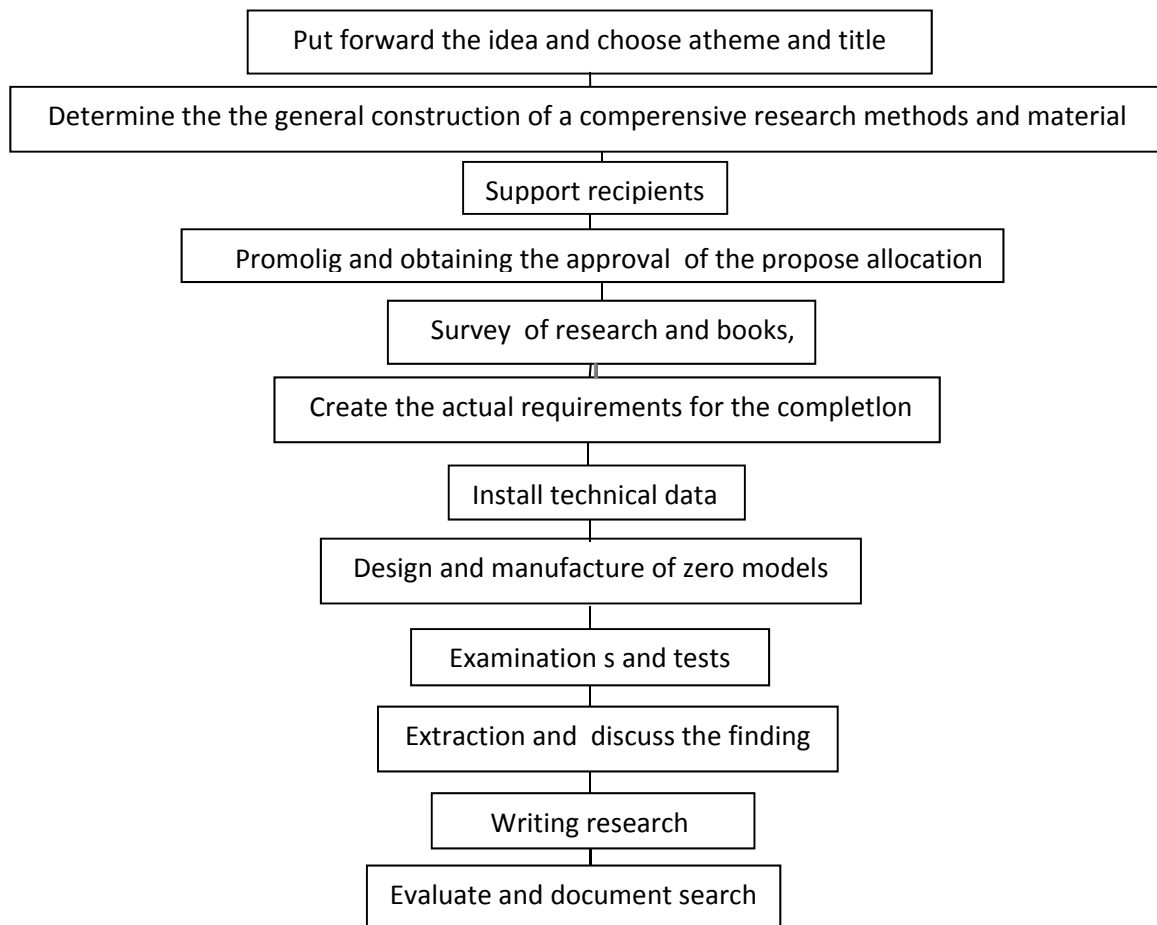 Put forward the idea and choose atheme and title
Determine the the general construction of a comperensive research methods and material
Support recipients
Promolig and obtaining the approval of the propose allocation
Survey of research and books,
Create the actual requirements for the completlon
Install technical data
Design and manufacture of zero models
Examination s and tests
Extraction and discuss the finding
Writing research
Evaluate and document search